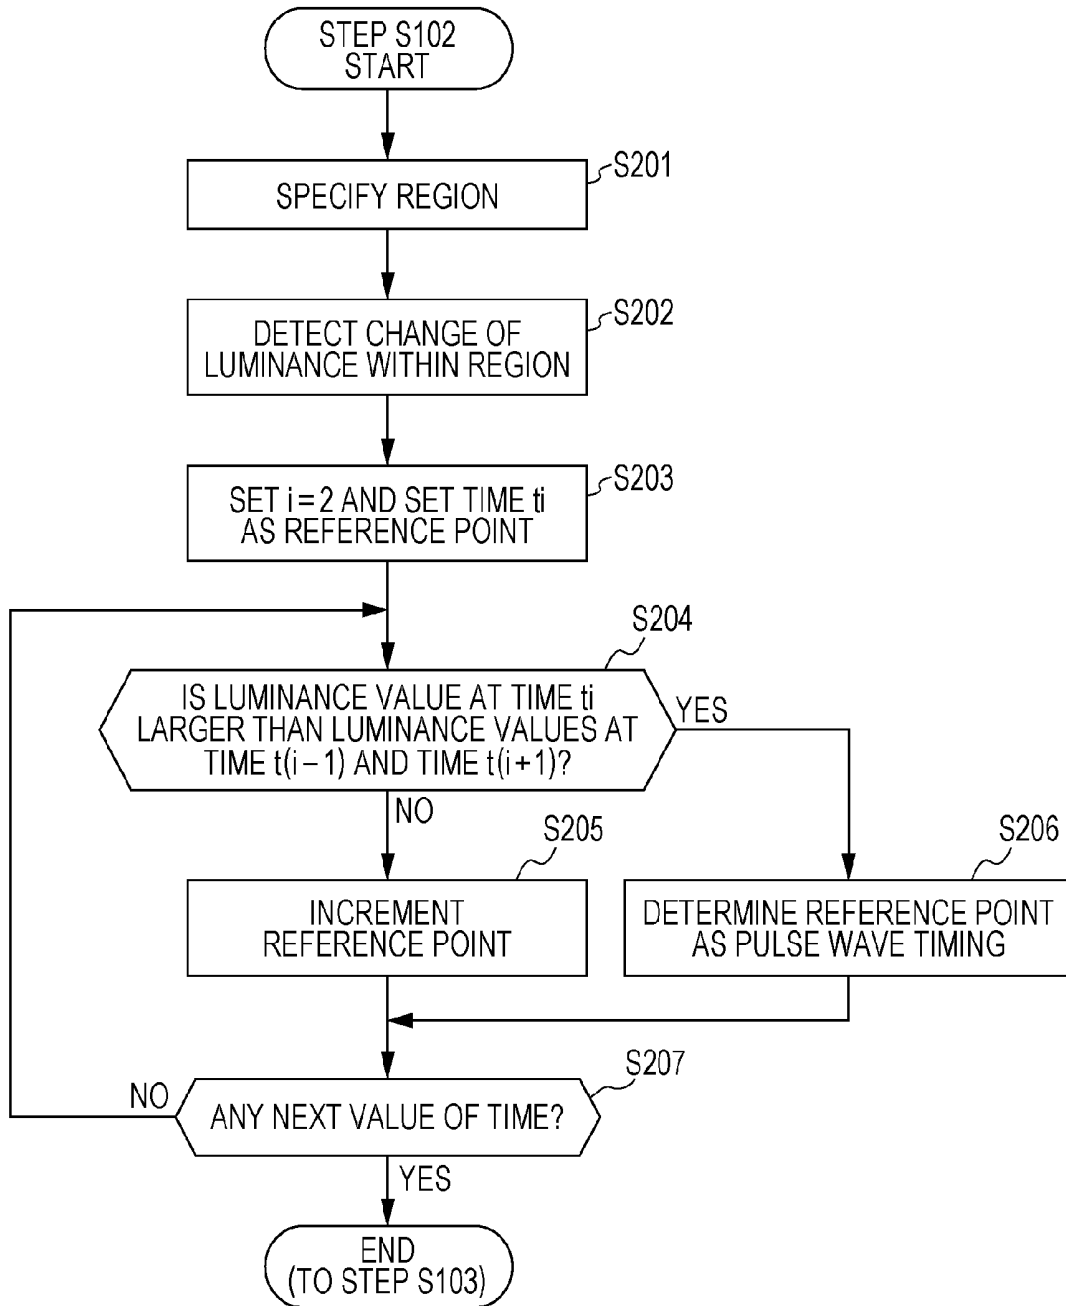 STEP S102
START
S201
SPECIFY REGION
S202
DETECT CHANGE OF
LUMINANCE WITHIN REGION
S203
SET i = 2 AND SET TIME ti
AS REFERENCE POINT
S204
IS LUMINANCE VALUE AT TIME ti
LARGER THAN LUMINANCE VALUES AT
TIME t(i − 1) AND TIME t(i+1)?
YES
NO
S205
INCREMENT
REFERENCE POINT
S206
DETERMINE REFERENCE POINT
AS PULSE WAVE TIMING
S207
ANY NEXT VALUE OF TIME?
NO
YES
END
(TO STEP S103)